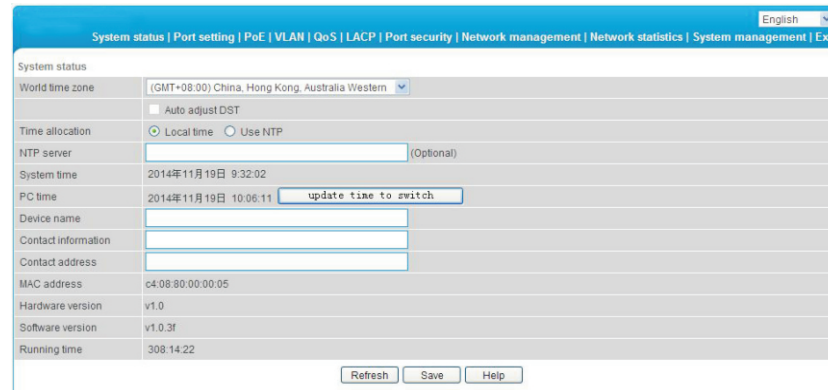 English
System status | Port setting | PoE | VLAN | QoS | LACP | Port security | Network management | Network statistics | System management | Ex
System status
World time zone (GMT+08:00) China, Hong Kong, Australia Western
Auto adjust DST
Time allocation Local time Use NTP
NTP server (Optional)
System time 2014年11月19日 9:32:02
PC time 2014年11月19日 10:06:11 update time to switch
Device name
Contact information
Contact address
MAC address c4:08:80:00:00:05
Hardware version v1.0
Software version v1.0.3f
Running time 308:14:22
Refresh Save Help